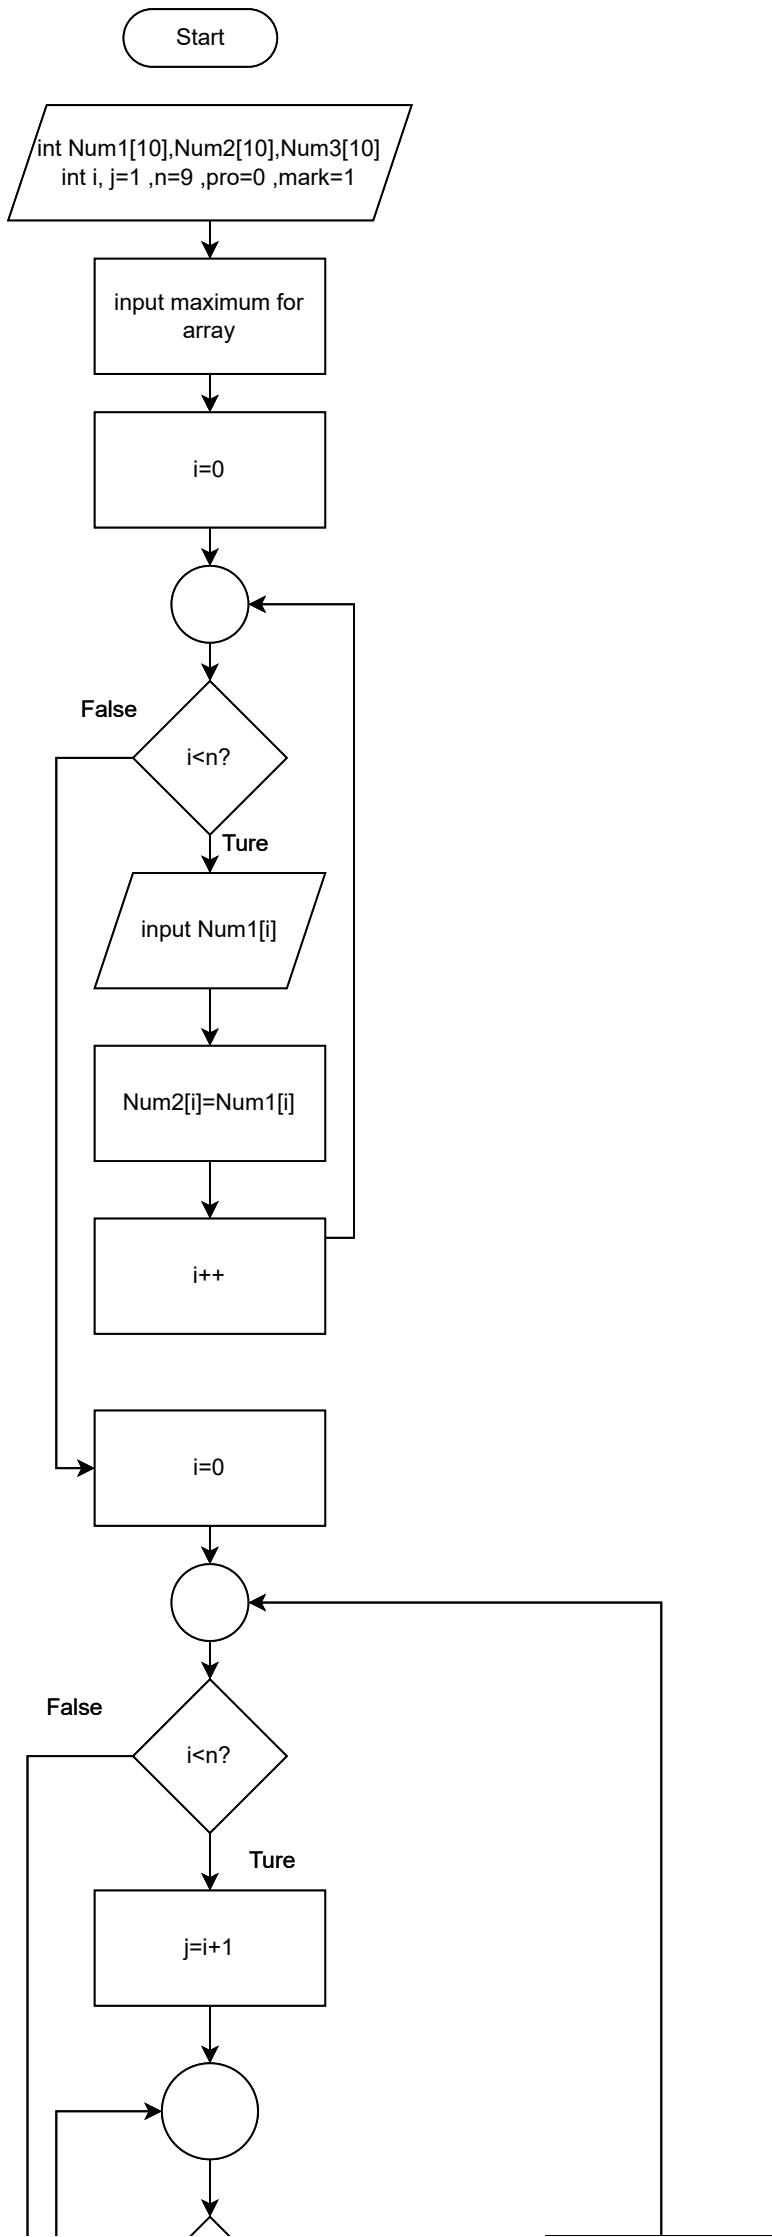 Start
int Num1[10],Num2[10],Num3[10]
int i, j=1 ,n=9 ,pro=0 ,mark=1
input maximum for
array
i=0
False
i<n?
Ture
input Num1[i]
Num2[i]=Num1[i]
i++
i=0
False
i<n?
Ture
j=i+1